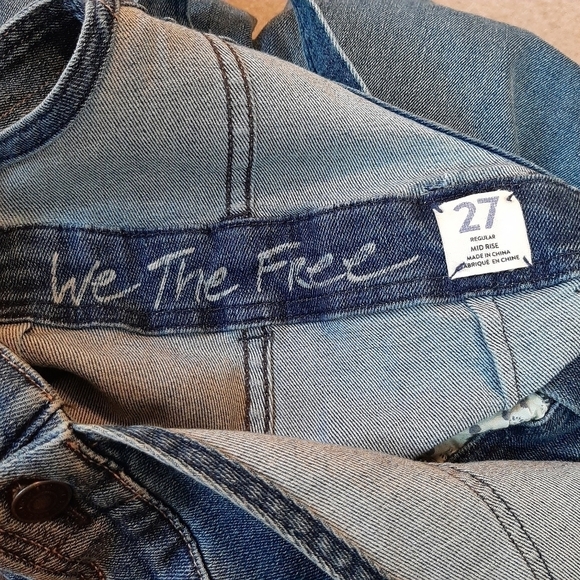 We The Free
27
REGULAR
MID RISE
MADE IN CHINA
FABRIQUÉ EN CHINE